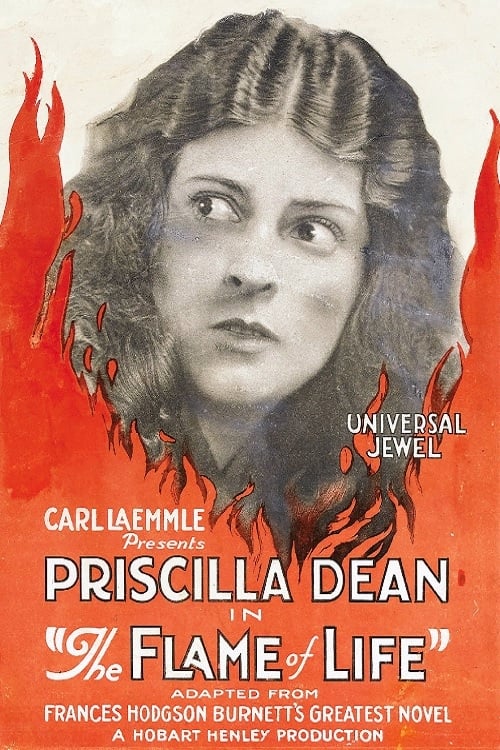 UNIVERSAL
JEWEL
CARL LAEMMLE
Presents
PRISCILLA DEAN
IN
"The FLAME of LIFE"
ADAPTED FROM
FRANCES HODGSON BURNETT'S GREATEST NOVEL
A HOBART HENLEY PRODUCTION